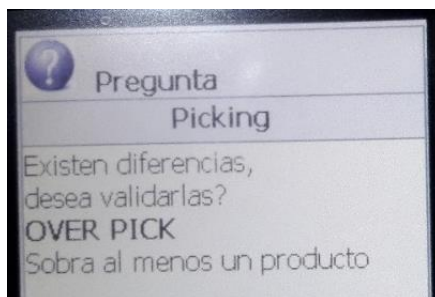 Pregunta
Picking
Existen diferencias,
desea validarlas?
OVER PICK
Sobra al menos un producto